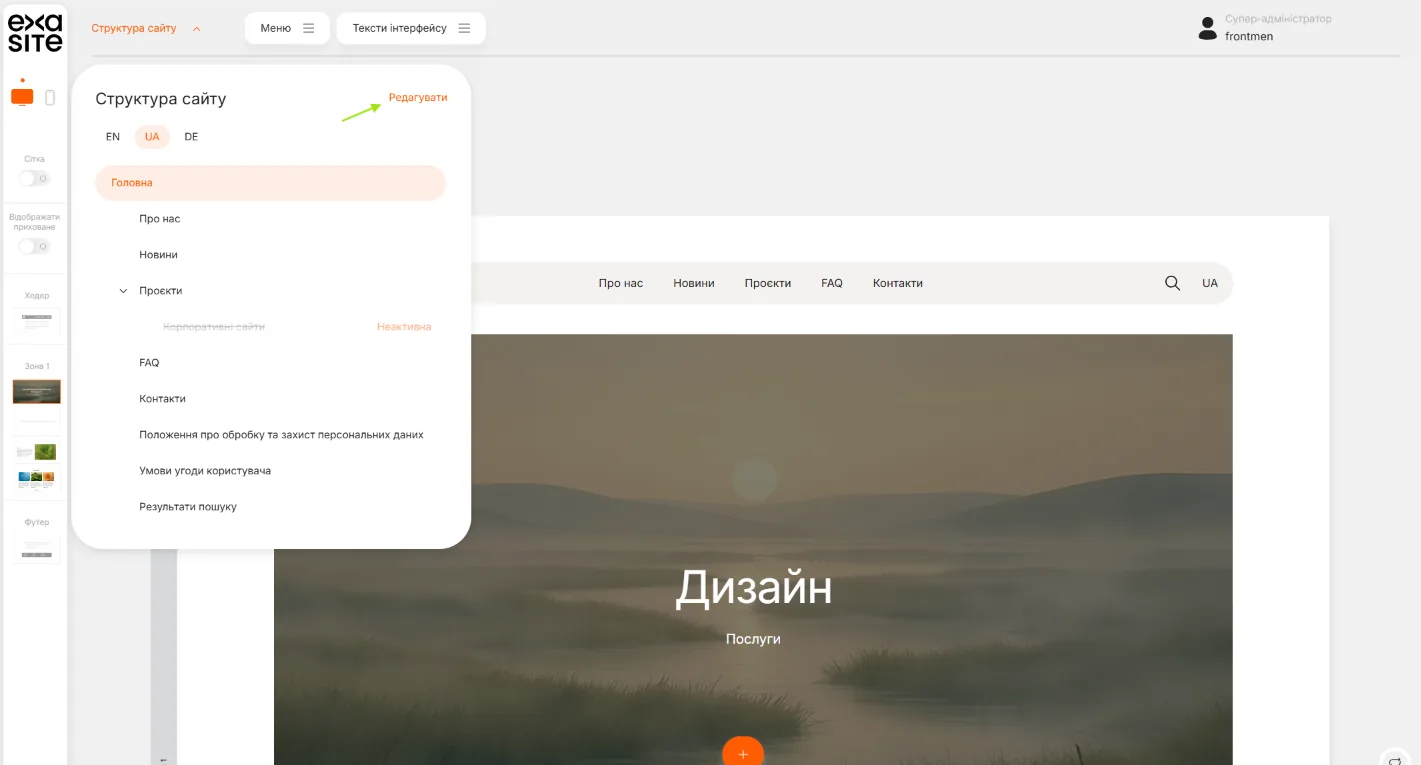 exa
site
Структура сайту
Меню
Тексти інтерфейсу
Супер-адміністратор
frontmen
Структура сайту
Редагувати
EN UA DE
Головна
Про нас
Новини
Проєкти
Корпоративні сайти Неактивна
FAQ
Контакти
Положення про обробку та захист персональних даних
Умови угоди користувача
Результати пошуку
Сітка
Відображати
приховане
Хедер
Зона 1
Футер
Про нас Новини Проєкти FAQ Контакти UA
Дизайн
Послуги